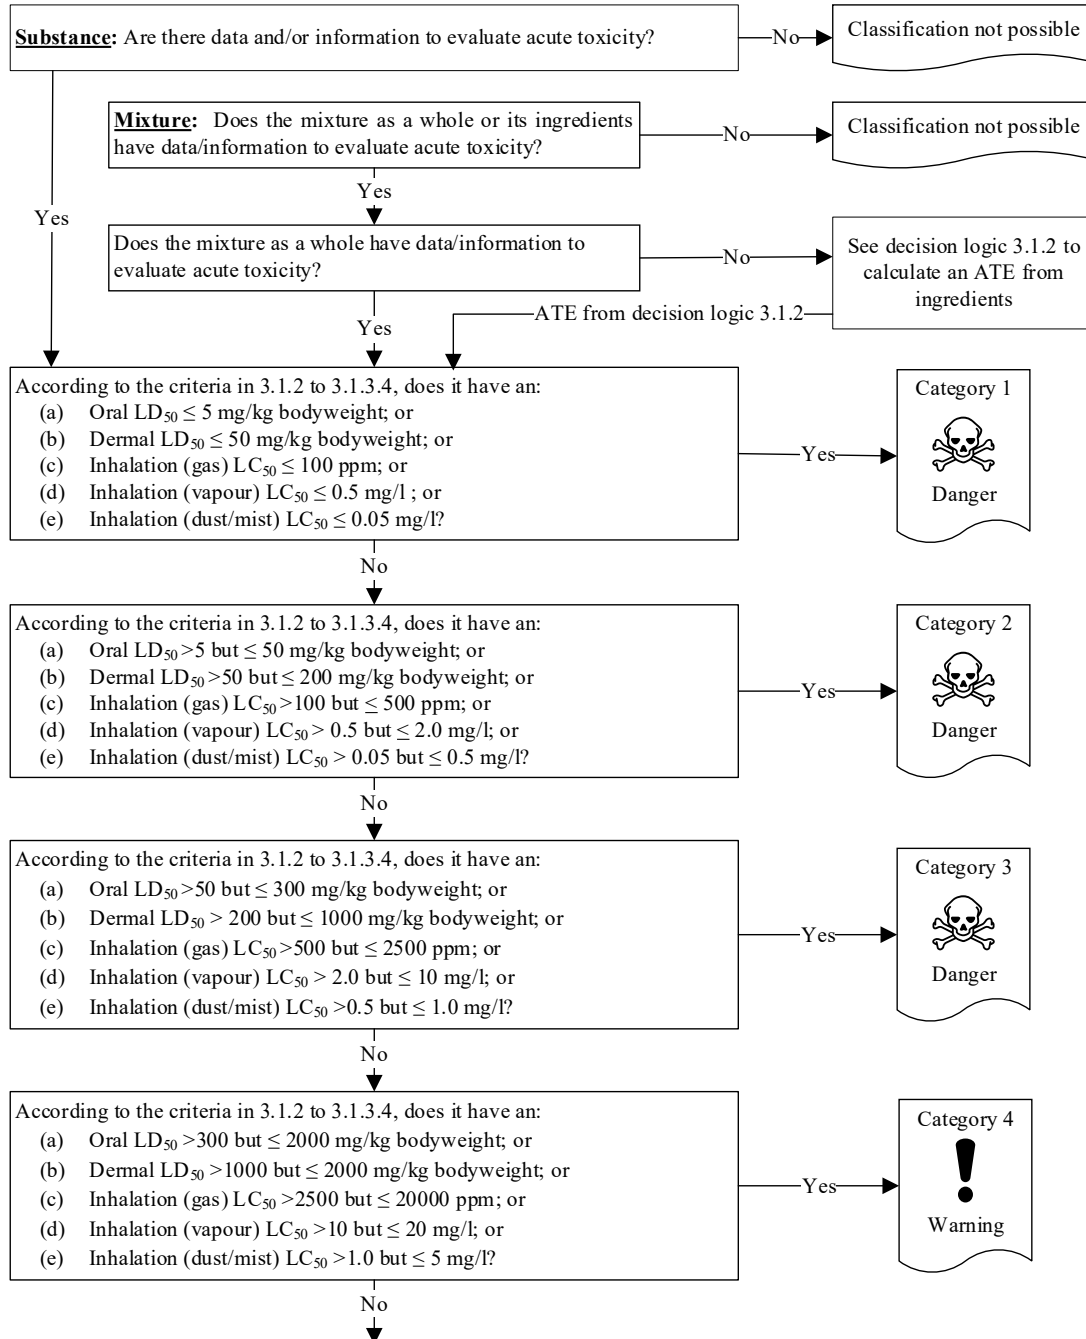 Substance: Are there data and/or information to evaluate acute toxicity?
No
Classification not possible
Mixture: Does the mixture as a whole or its ingredients
have data/information to evaluate acute toxicity?
No
Classification not possible
Yes
Yes
Does the mixture as a whole have data/information to
evaluate acute toxicity?
No
See decision logic 3.1.2 to
calculate an ATE from
ingredients
ATE from decision logic 3.1.2
Yes
According to the criteria in 3.1.2 to 3.1.3.4, does it have an:
(a) Oral LD50 ≤ 5 mg/kg bodyweight; or
(b) Dermal LD50 ≤ 50 mg/kg bodyweight; or
(c) Inhalation (gas) LC50 ≤ 100 ppm; or
(d) Inhalation (vapour) LC50 ≤ 0.5 mg/l ; or
(e) Inhalation (dust/mist) LC50 ≤ 0.05 mg/l?
Yes
Category 1
Danger
No
According to the criteria in 3.1.2 to 3.1.3.4, does it have an:
(a) Oral LD50 >5 but ≤ 50 mg/kg bodyweight; or
(b) Dermal LD50 >50 but ≤ 200 mg/kg bodyweight; or
(c) Inhalation (gas) LC50 >100 but ≤ 500 ppm; or
(d) Inhalation (vapour) LC50 > 0.5 but ≤ 2.0 mg/l; or
(e) Inhalation (dust/mist) LC50 > 0.05 but ≤ 0.5 mg/l?
Yes
Category 2
Danger
No
According to the criteria in 3.1.2 to 3.1.3.4, does it have an:
(a) Oral LD50 >50 but ≤ 300 mg/kg bodyweight; or
(b) Dermal LD50 > 200 but ≤ 1000 mg/kg bodyweight; or
(c) Inhalation (gas) LC50 >500 but ≤ 2500 ppm; or
(d) Inhalation (vapour) LC50 > 2.0 but ≤ 10 mg/l; or
(e) Inhalation (dust/mist) LC50 >0.5 but ≤ 1.0 mg/l?
Yes
Category 3
Danger
No
According to the criteria in 3.1.2 to 3.1.3.4, does it have an:
(a) Oral LD50 >300 but ≤ 2000 mg/kg bodyweight; or
(b) Dermal LD50 >1000 but ≤ 2000 mg/kg bodyweight; or
(c) Inhalation (gas) LC50 >2500 but ≤ 20000 ppm; or
(d) Inhalation (vapour) LC50 >10 but ≤ 20 mg/l; or
(e) Inhalation (dust/mist) LC50 >1.0 but ≤ 5 mg/l?
Yes
Category 4
Warning
No